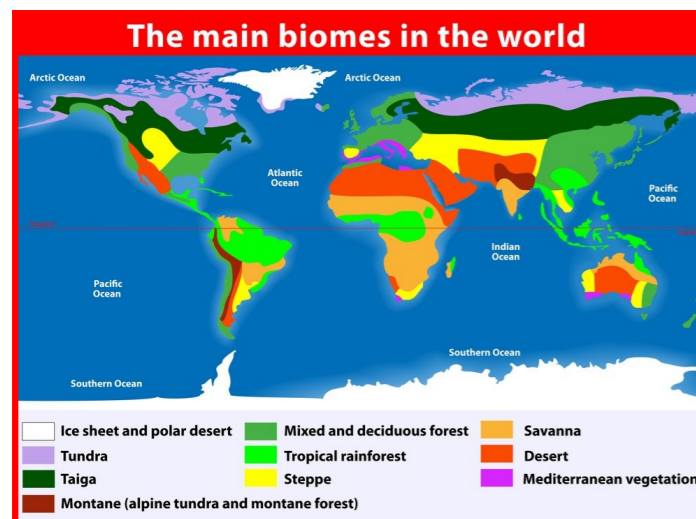 The main biomes in the world
Arctic Ocean
Arctic Ocean
Atlantic
Ocean
Pacific
Ocean
Indian
Ocean
Pacific
Ocean
Southern Ocean
Southern Ocean
Ice sheet and polar desert
Mixed and deciduous forest
Savanna
Tundra
Tropical rainforest
Desert
Taiga
Steppe
Mediterranean vegetation
Montane (alpine tundra and montane forest)